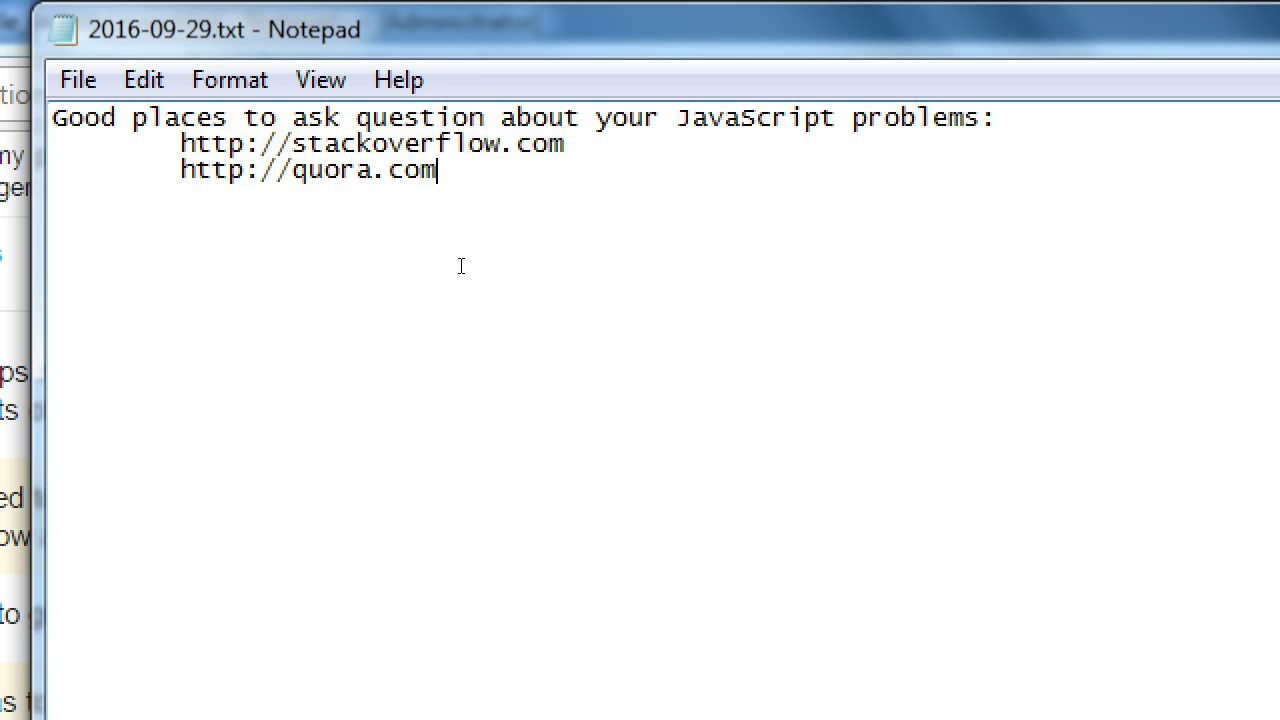 2016-09-29.txt - Notepad
File Edit Format View Help
Good places to ask question about your JavaScript problems:
http://stackoverflow.com
http://quora.com